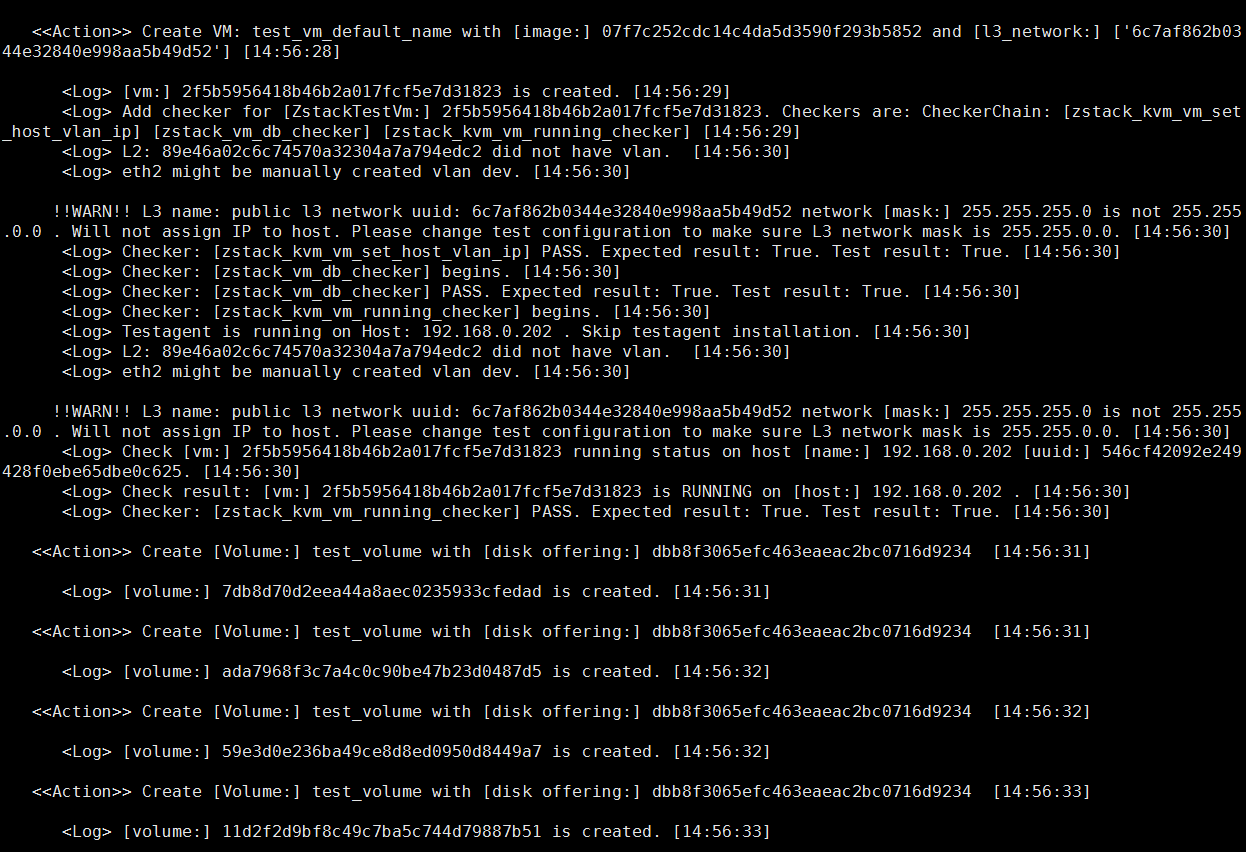 <<Action>> Create VM: test_vm_default_name with [image:] 07f7c252cdc14c4da5d3590f293b5852 and [l3_network:] ['6c7af862b03
44e32840e998aa5b49d52'] [14:56:28]
<Log> [vm:] 2f5b5956418b46b2a017fcf5e7d31823 is created. [14:56:29]
<Log> Add checker for [ZstackTestVm:] 2f5b5956418b46b2a017fcf5e7d31823. Checkers are: CheckerChain: [zstack_kvm_vm_set
_host_vlan_ip] [zstack_vm_db_checker] [zstack_kvm_vm_running_checker] [14:56:29]
<Log> L2: 89e46a02c6c74570a32304a7a794edc2 did not have vlan.  [14:56:30]
<Log> eth2 might be manually created vlan dev. [14:56:30]
!!WARN!! L3 name: public l3 network uuid: 6c7af862b0344e32840e998aa5b49d52 network [mask:] 255.255.255.0 is not 255.255
.0.0 . Will not assign IP to host. Please change test configuration to make sure L3 network mask is 255.255.0.0. [14:56:30]
<Log> Checker: [zstack_kvm_vm_set_host_vlan_ip] PASS. Expected result: True. Test result: True. [14:56:30]
<Log> Checker: [zstack_vm_db_checker] begins. [14:56:30]
<Log> Checker: [zstack_vm_db_checker] PASS. Expected result: True. Test result: True. [14:56:30]
<Log> Checker: [zstack_kvm_vm_running_checker] begins. [14:56:30]
<Log> Testagent is running on Host: 192.168.0.202 . Skip testagent installation. [14:56:30]
<Log> L2: 89e46a02c6c74570a32304a7a794edc2 did not have vlan.  [14:56:30]
<Log> eth2 might be manually created vlan dev. [14:56:30]
!!WARN!! L3 name: public l3 network uuid: 6c7af862b0344e32840e998aa5b49d52 network [mask:] 255.255.255.0 is not 255.255
.0.0 . Will not assign IP to host. Please change test configuration to make sure L3 network mask is 255.255.0.0. [14:56:30]
<Log> Check [vm:] 2f5b5956418b46b2a017fcf5e7d31823 running status on host [name:] 192.168.0.202 [uuid:] 546cf42092e249
428f0ebe65dbe0c625. [14:56:30]
<Log> Check result: [vm:] 2f5b5956418b46b2a017fcf5e7d31823 is RUNNING on [host:] 192.168.0.202 . [14:56:30]
<Log> Checker: [zstack_kvm_vm_running_checker] PASS. Expected result: True. Test result: True. [14:56:30]
<<Action>> Create [Volume:] test_volume with [disk offering:] dbb8f3065efc463eaeac2bc0716d9234  [14:56:31]
<Log> [volume:] 7db8d70d2eea44a8aec0235933cfedad is created. [14:56:31]
<<Action>> Create [Volume:] test_volume with [disk offering:] dbb8f3065efc463eaeac2bc0716d9234  [14:56:31]
<Log> [volume:] ada7968f3c7a4c0c90be47b23d0487d5 is created. [14:56:32]
<<Action>> Create [Volume:] test_volume with [disk offering:] dbb8f3065efc463eaeac2bc0716d9234  [14:56:32]
<Log> [volume:] 59e3d0e236ba49ce8d8ed0950d8449a7 is created. [14:56:32]
<<Action>> Create [Volume:] test_volume with [disk offering:] dbb8f3065efc463eaeac2bc0716d9234  [14:56:33]
<Log> [volume:] 11d2f2d9bf8c49c7ba5c744d79887b51 is created. [14:56:33]